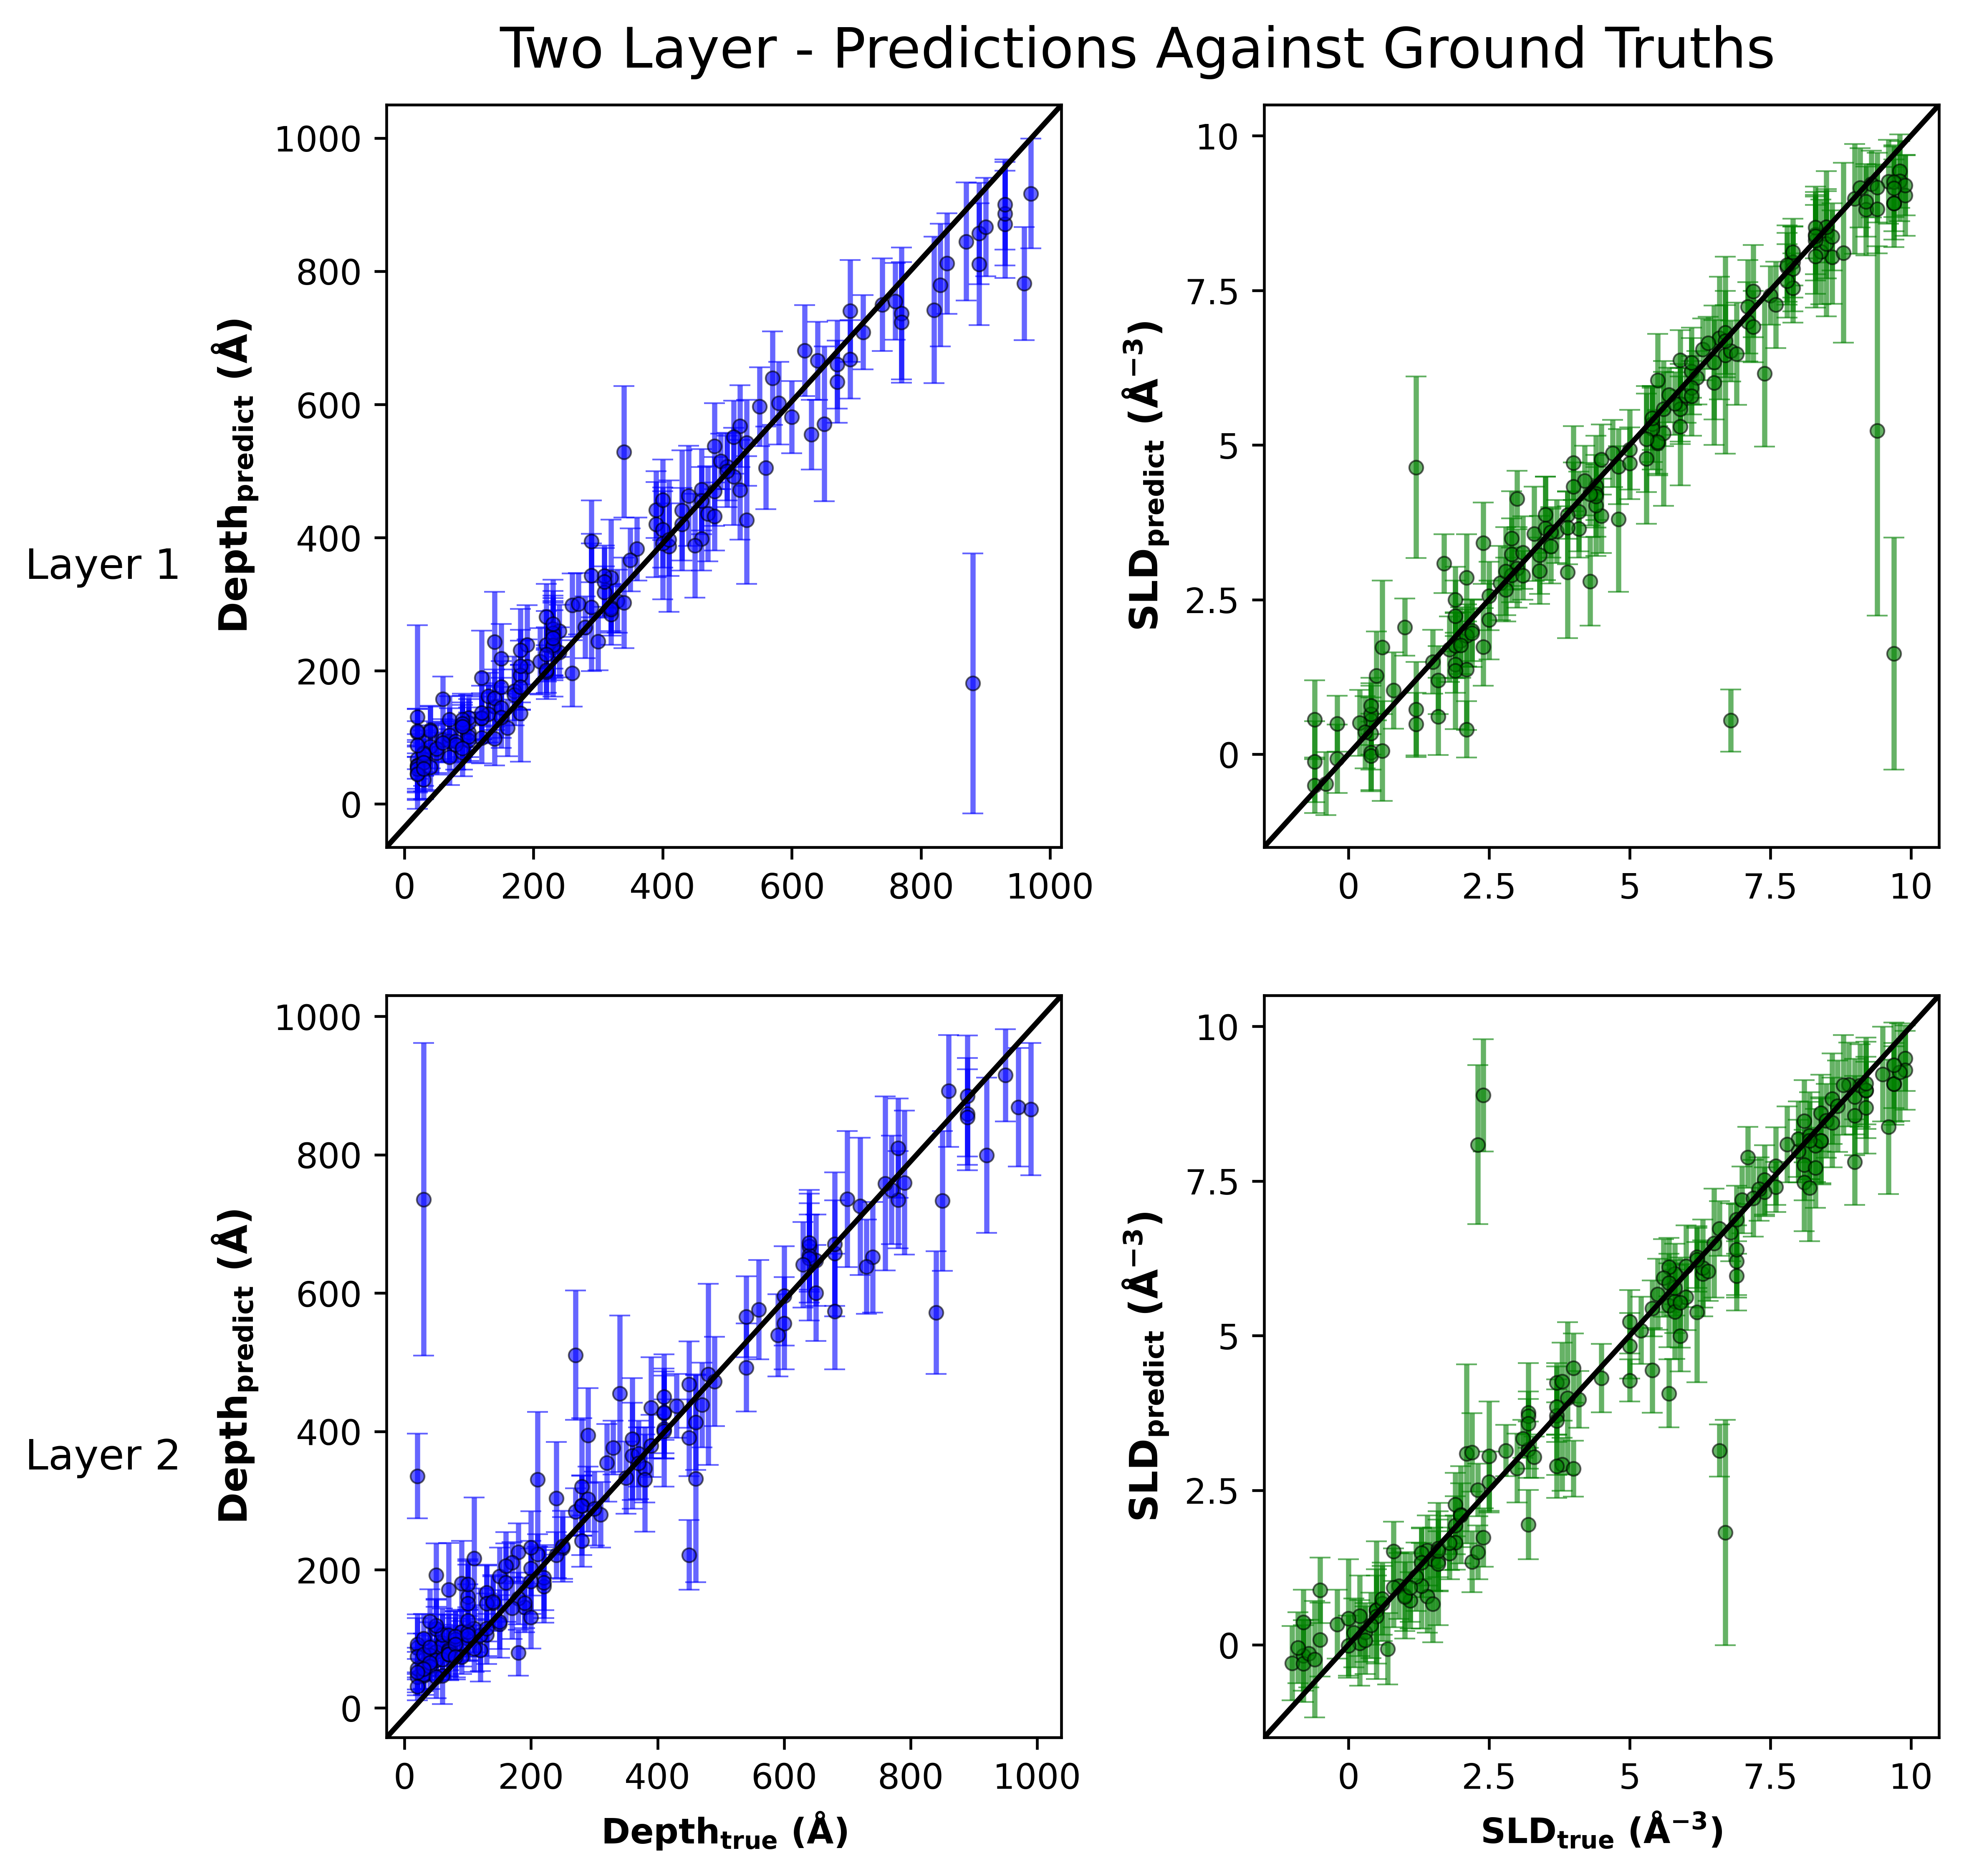 Two Layer - Predictions Against Ground Truths
Layer 1
Depth_predict (Å)
1000
800
600
400
200
0
0 200 400 600 800 1000
SLD_predict (Å⁻³)
10
7.5
5
2.5
0
0 2.5 5 7.5 10
Layer 2
Depth_predict (Å)
1000
800
600
400
200
0
0 200 400 600 800 1000
Depth_true (Å)
SLD_predict (Å⁻³)
10
7.5
5
2.5
0
0 2.5 5 7.5 10
SLD_true (Å⁻³)